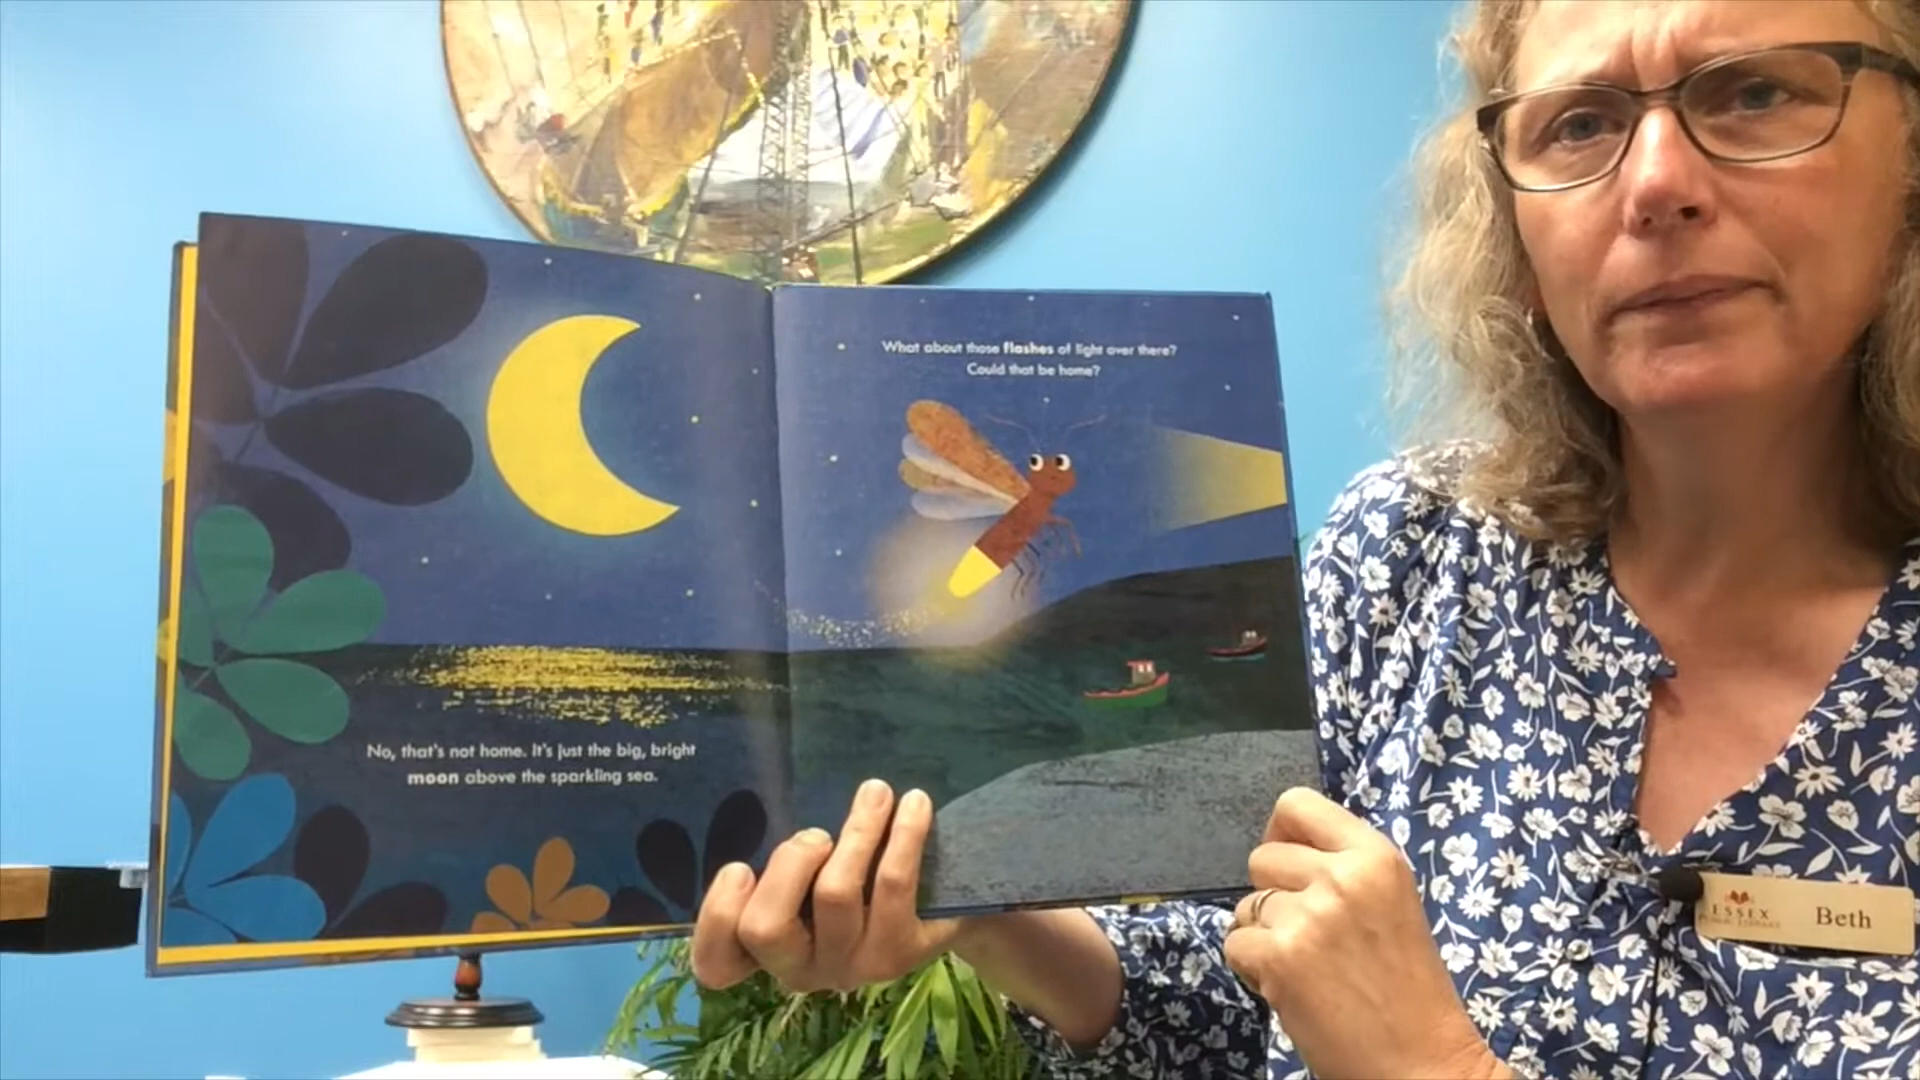 No, that's not home. It's just the big, bright
moon above the sparkling sea.
What about those flashes of light over there?
Could that be home?
ESSEX
Beth